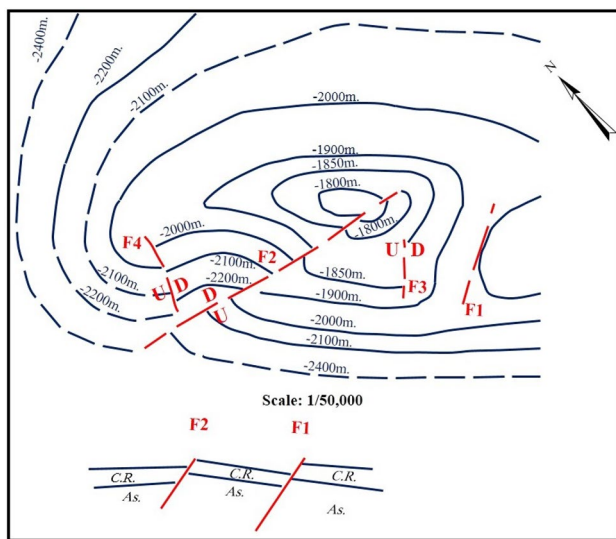 -2400m.
-2200m.
-2100m.
N
-2000m.
-1900m.
-1850m.
-1800m.
-1800m.
F4
-2000m.
F2
U D
-2100m.
-2200m.
-2100m.
U D
D
U
-1850m.
F3
-1900m.
F1
-2200m.
-2000m.
-2100m.
-2400m.
Scale: 1/50,000
F2
F1
C.R.
C.R.
C.R.
As.
As.
As.